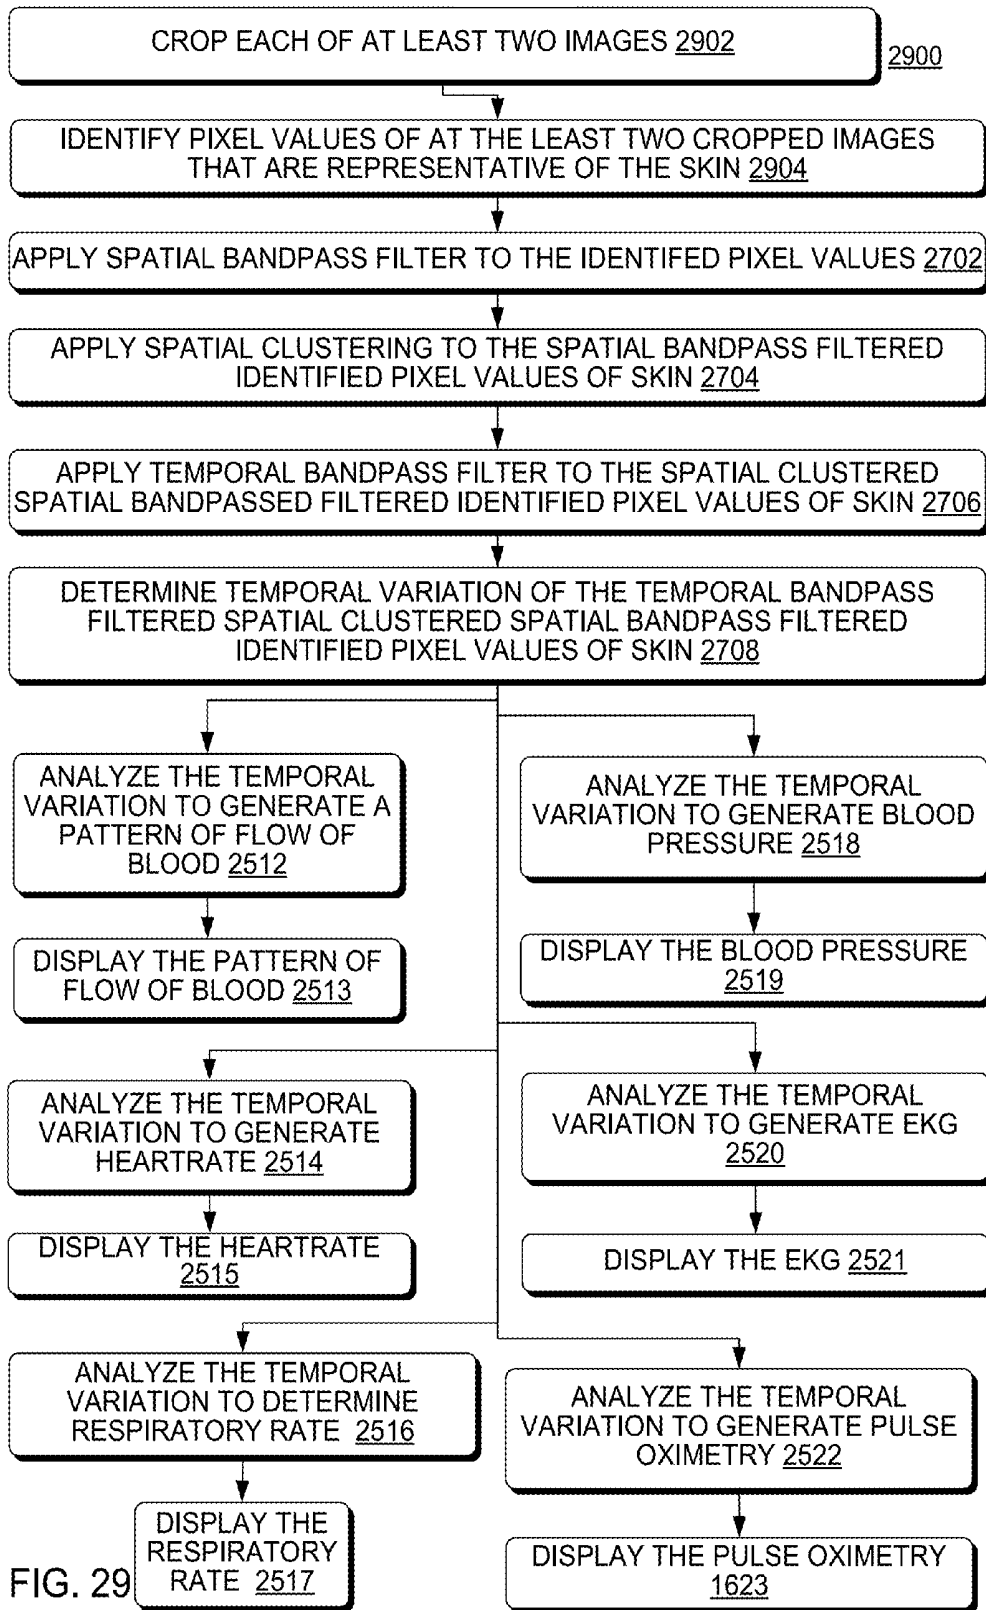 CROP EACH OF AT LEAST TWO IMAGES 2902
2900
IDENTIFY PIXEL VALUES OF AT THE LEAST TWO CROPPED IMAGES
THAT ARE REPRESENTATIVE OF THE SKIN 2904
APPLY SPATIAL BANDPASS FILTER TO THE IDENTIFED PIXEL VALUES 2702
APPLY SPATIAL CLUSTERING TO THE SPATIAL BANDPASS FILTERED
IDENTIFIED PIXEL VALUES OF SKIN 2704
APPLY TEMPORAL BANDPASS FILTER TO THE SPATIAL CLUSTERED
SPATIAL BANDPASSED FILTERED IDENTIFIED PIXEL VALUES OF SKIN 2706
DETERMINE TEMPORAL VARIATION OF THE TEMPORAL BANDPASS
FILTERED SPATIAL CLUSTERED SPATIAL BANDPASS FILTERED
IDENTIFIED PIXEL VALUES OF SKIN 2708
ANALYZE THE TEMPORAL
VARIATION TO GENERATE A
PATTERN OF FLOW OF
BLOOD 2512
ANALYZE THE TEMPORAL
VARIATION TO GENERATE BLOOD
PRESSURE 2518
DISPLAY THE PATTERN OF
FLOW OF BLOOD 2513
DISPLAY THE BLOOD PRESSURE
2519
ANALYZE THE TEMPORAL
VARIATION TO GENERATE
HEARTRATE 2514
ANALYZE THE TEMPORAL
VARIATION TO GENERATE EKG
2520
DISPLAY THE HEARTRATE
2515
DISPLAY THE EKG 2521
ANALYZE THE TEMPORAL
VARIATION TO DETERMINE
RESPIRATORY RATE 2516
ANALYZE THE TEMPORAL
VARIATION TO GENERATE PULSE
OXIMETRY 2522
DISPLAY THE
RESPIRATORY
RATE 2517
DISPLAY THE PULSE OXIMETRY
1623
FIG. 29